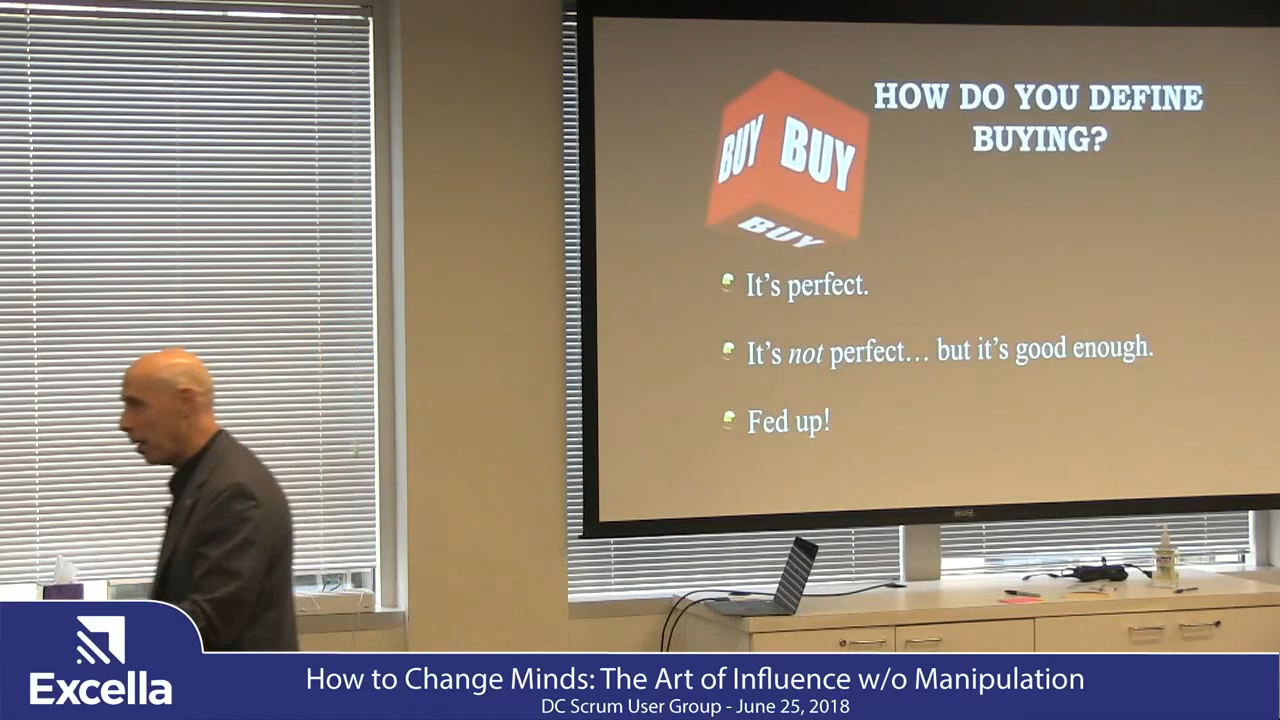 HOW DO YOU DEFINE
BUYING?
BUY
BUY
BUY
It's perfect.
It's not perfect... but it's good enough.
Fed up!
Excella
How to Change Minds: The Art of Influence w/o Manipulation
DC Scrum User Group - June 25, 2018